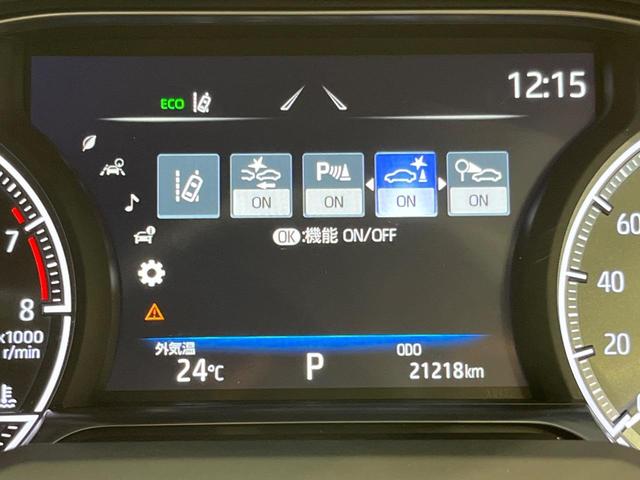 12:15
ECO
P
ON ON ON ON
OK:機能 ON/OFF
7
8
x1000
r/min
60
40
20
外気温
24℃
P
ODO
21218km